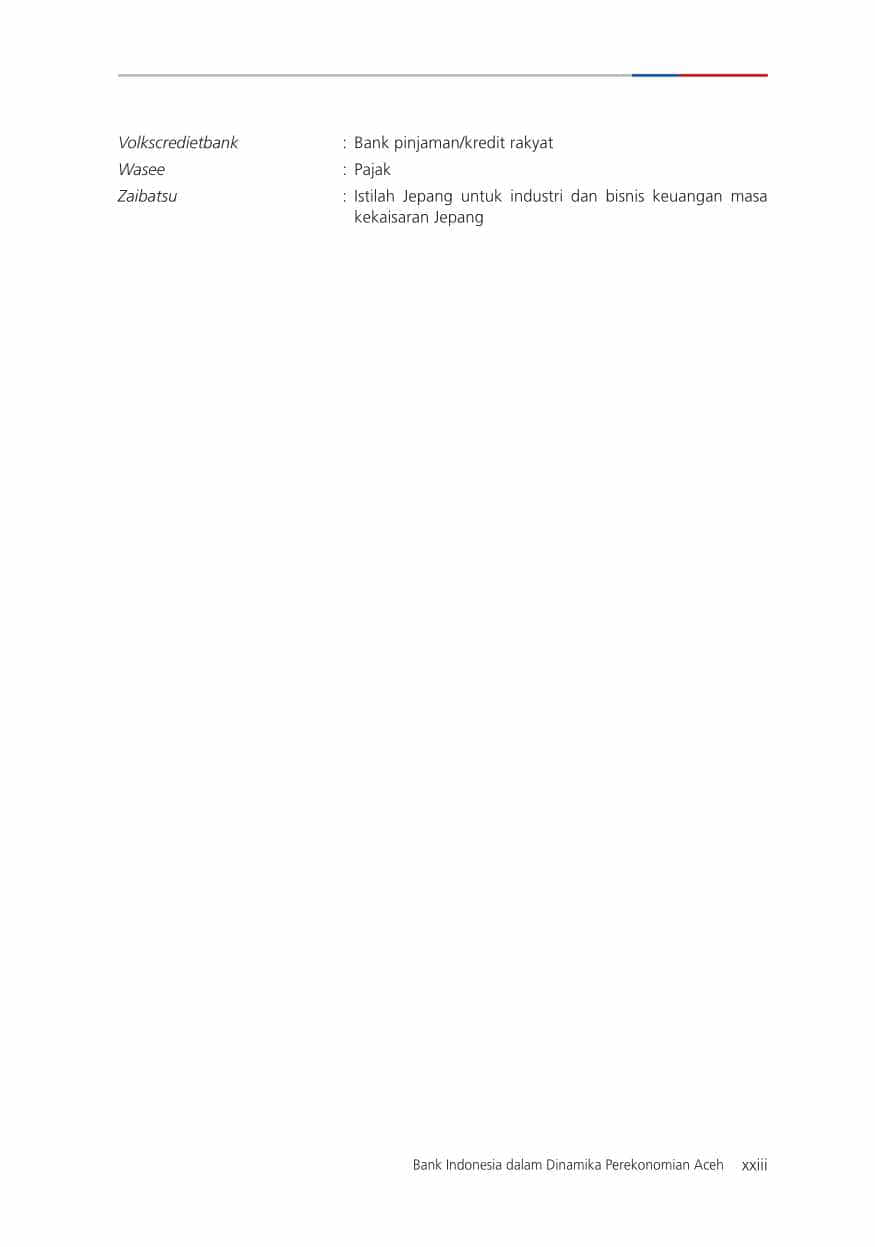 Volkscredietbank : Bank pinjaman/kredit rakyat
Wasee : Pajak
Zaibatsu : Istilah Jepang untuk industri dan bisnis keuangan masa
kekaisaran Jepang
Bank Indonesia dalam Dinamika Perekonomian Aceh xxiii